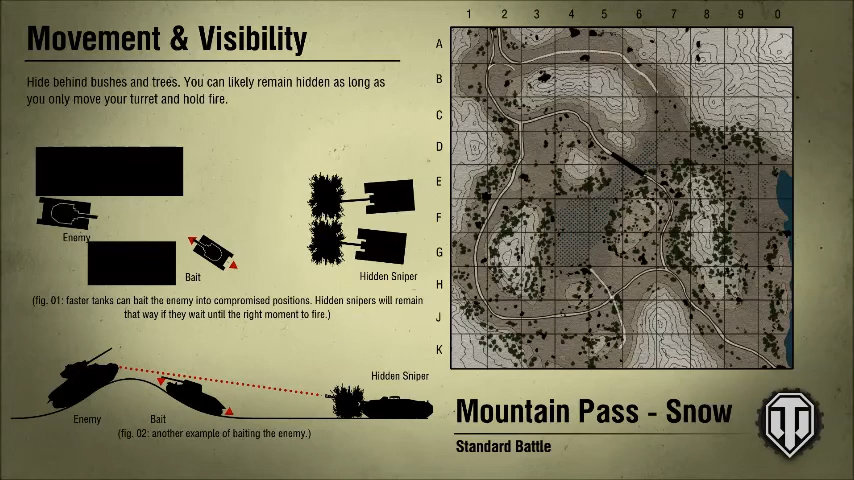 Movement & Visibility
Hide behind bushes and trees. You can likely remain hidden as long as
you only move your turret and hold fire.
Enemy
Bait
Hidden Sniper
(fig. 01: faster tanks can bait the enemy into compromised positions. Hidden snipers will remain
that way if they wait until the right moment to fire.)
Hidden Sniper
Enemy
Bait
(fig. 02: another example of baiting the enemy.)
1 2 3 4 5 6 7 8 9 0
A
B
C
D
E
F
G
H
J
K
Mountain Pass - Snow
Standard Battle